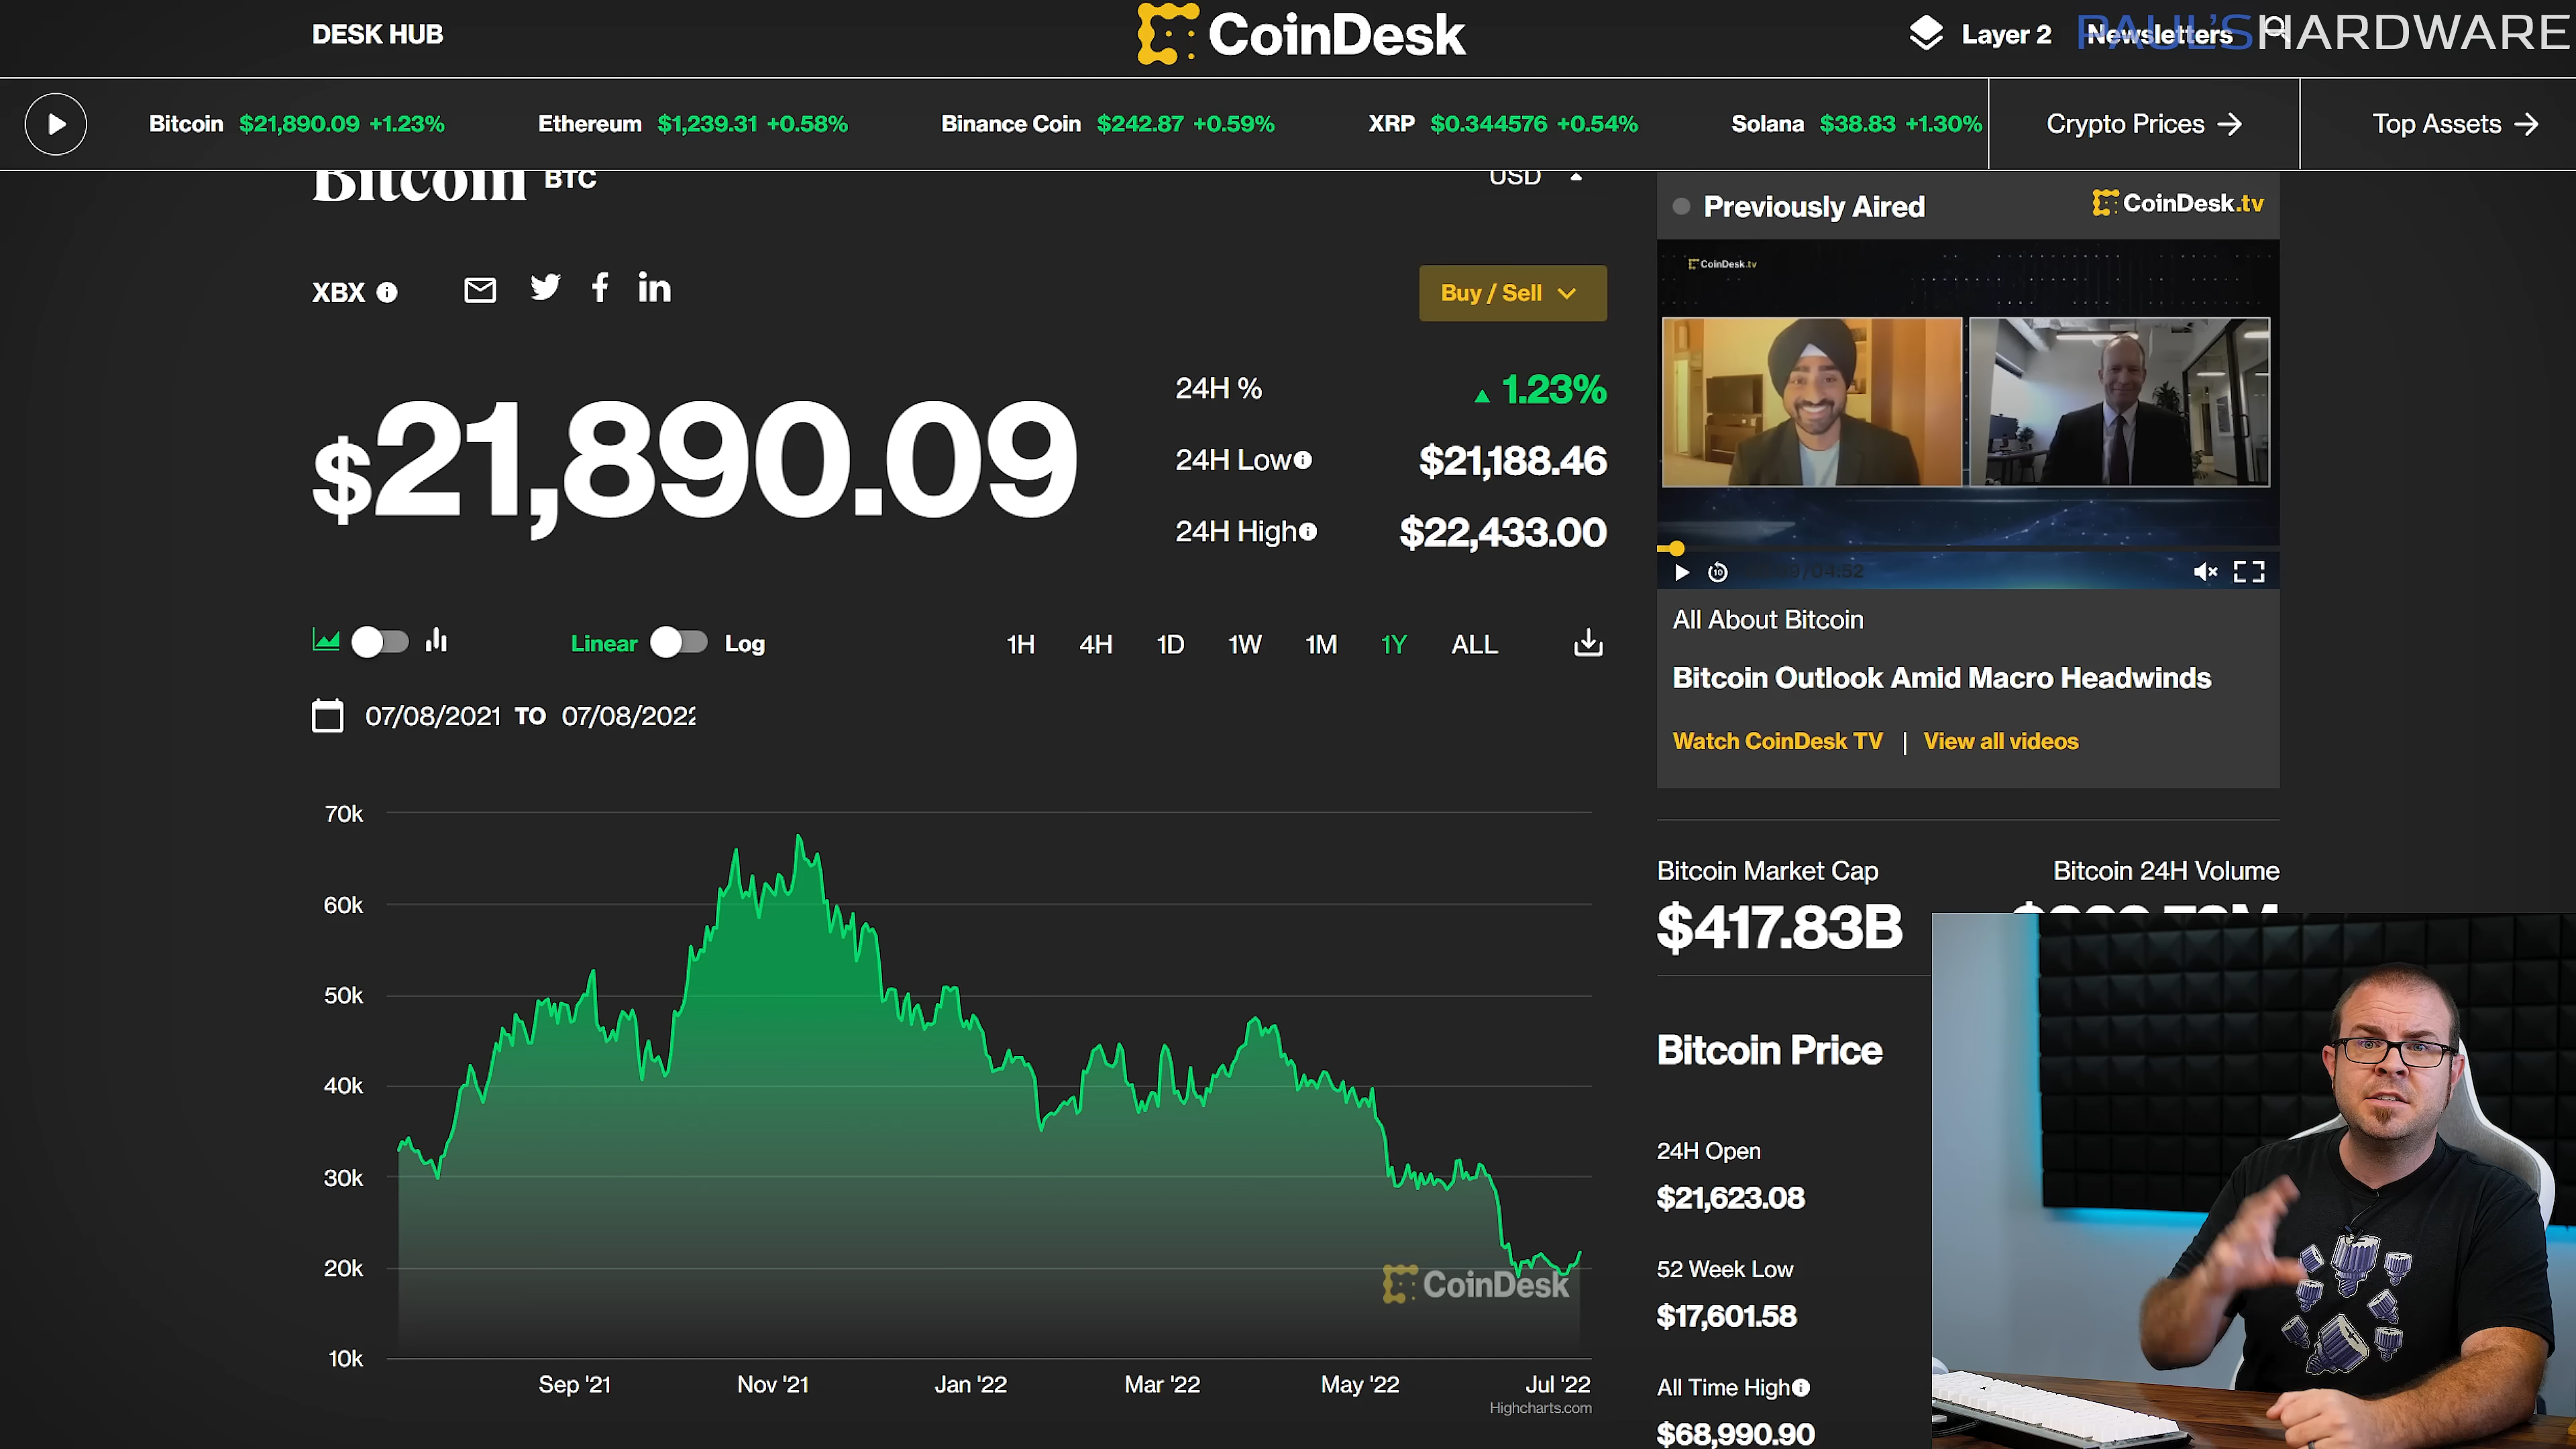 DESK HUB
CoinDesk
Layer 2
Newsletters
PAUL'SHARDWARE
Bitcoin $21,890.09 +1.23%
Ethereum $1,239.31 +0.58%
Binance Coin $242.87 +0.59%
XRP $0.344576 +0.54%
Solana $38.83 +1.30%
Crypto Prices →
Top Assets →
Bitcoin BTC
USD
XBX
Buy / Sell
$21,890.09
24H % 1.23%
24H Low $21,188.46
24H High $22,433.00
Linear Log
1H 4H 1D 1W 1M 1Y ALL
07/08/2021 TO 07/08/2022
70k
60k
50k
40k
30k
20k
10k
Sep '21 Nov '21 Jan '22 Mar '22 May '22 Jul '22
CoinDesk
Highcharts.com
Previously Aired
CoinDesk.tv
CoinDesk.tv
10
All About Bitcoin
Bitcoin Outlook Amid Macro Headwinds
Watch CoinDesk TV | View all videos
Bitcoin Market Cap
$417.83B
Bitcoin 24H Volume
Bitcoin Price
24H Open
$21,623.08
52 Week Low
$17,601.58
All Time High
$68,990.90